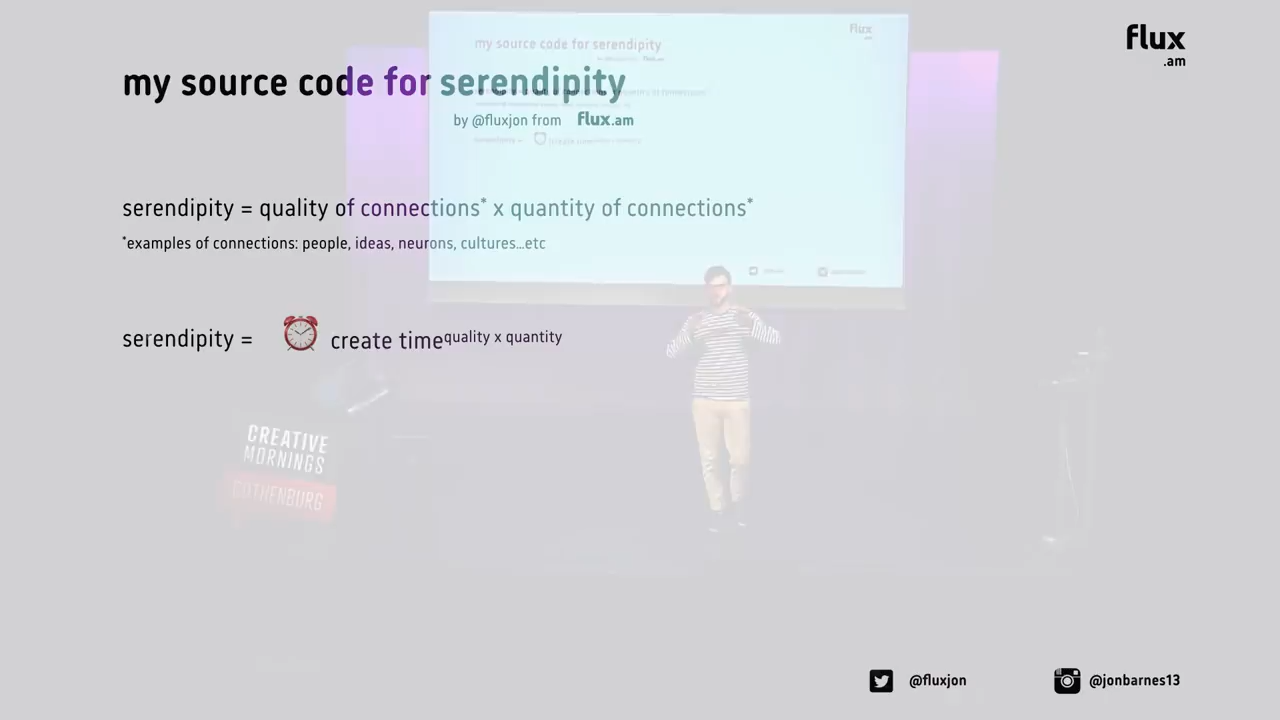 flux
.am
my source code for serendipity
by @fluxjon from flux.am
serendipity = quality of connections* x quantity of connections*
*examples of connections: people, ideas, neurons, cultures...etc
serendipity = create time quality x quantity
my source code for serendipity
flux
CREATIVE
MORNINGS
GOTHENBURG
@fluxjon
@jonbarnes13